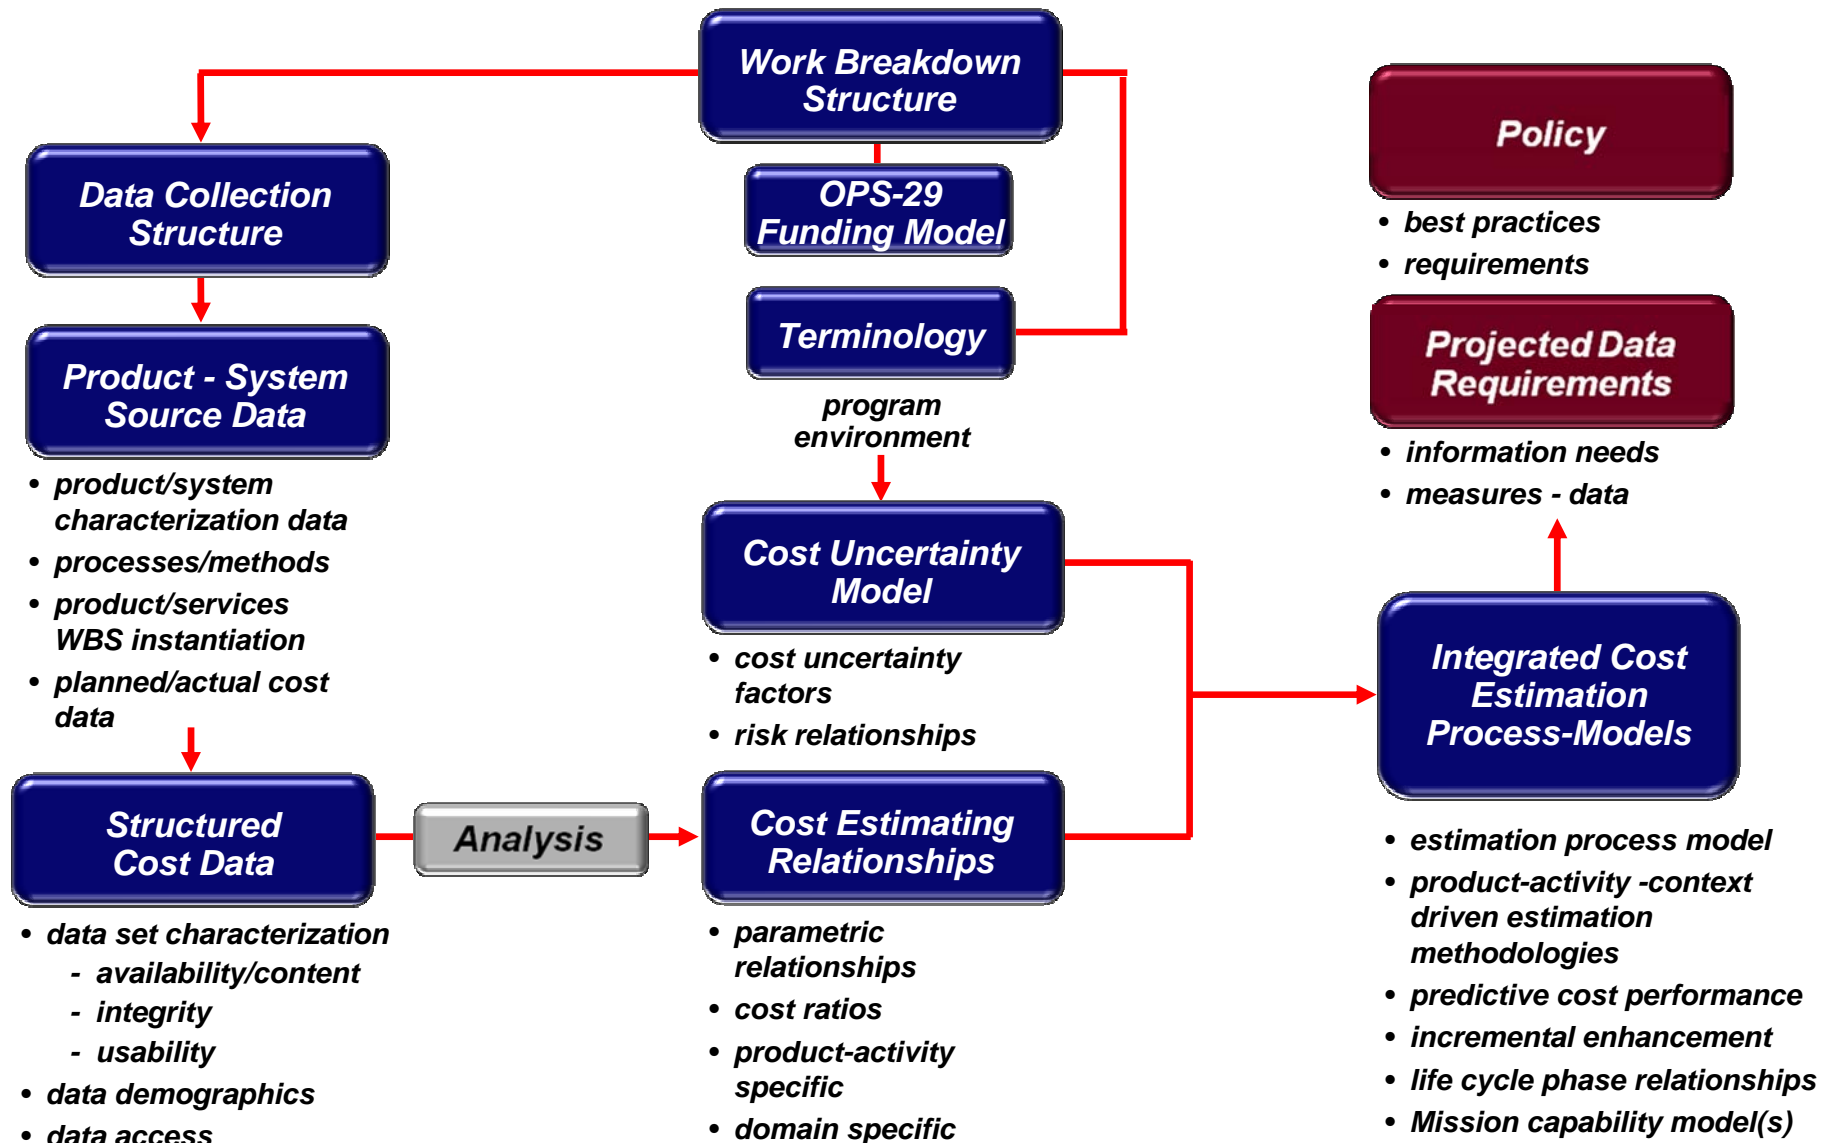 Work Breakdown
Structure
OPS-29
Funding Model
Terminology
program
environment
Data Collection
Structure
Product - System
Source Data
• product/system
characterization data
• processes/methods
• product/services
WBS instantiation
• planned/actual cost
data
Structured
Cost Data
• data set characterization
- availability/content
- integrity
- usability
• data demographics
• data access
Analysis
Cost Uncertainty
Model
• cost uncertainty
factors
• risk relationships
Cost Estimating
Relationships
• parametric
relationships
• cost ratios
• product-activity
specific
• domain specific
Policy
• best practices
• requirements
Projected Data
Requirements
• information needs
• measures - data
Integrated Cost
Estimation
Process-Models
• estimation process model
• product-activity -context
driven estimation
methodologies
• predictive cost performance
• incremental enhancement
• life cycle phase relationships
• Mission capability model(s)